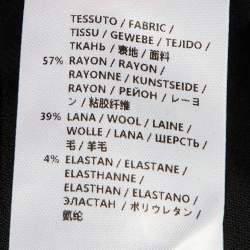 TESSUTO / FABRIC /
TISSU / GEWEBE / TEJIDO /
ТКАНЬ / 裏地 / 面料
57% RAYON / RAYON /
RAYONNE / KUNSTSEIDE /
RAYON / РЕЙОН / レーヨ
ン / 粘胶纤维
39% LANA / WOOL / LAINE /
WOLLE / LANA / ШЕРСТЬ /
毛 / 羊毛
4% ELASTAN / ELASTANE /
ELASTHANNE /
ELASTHAN / ELASTANO /
ЭЛАСТАН / ポリウレタン /
氨纶